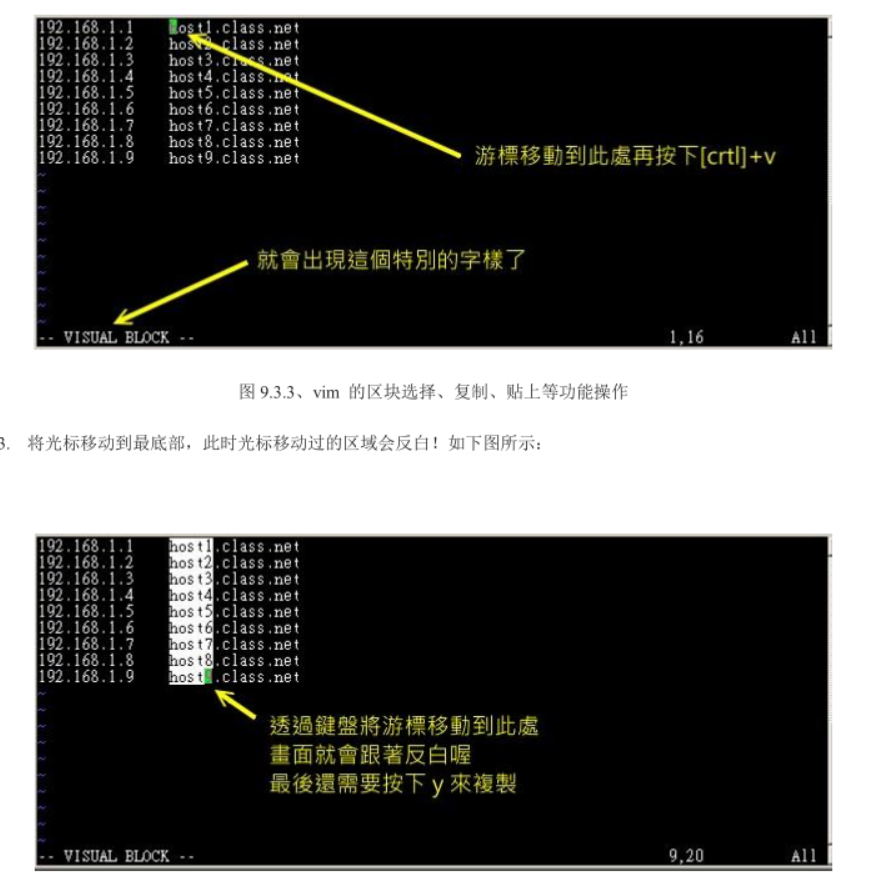 192.168.1.1 host1.class.net
192.168.1.2 host2.class.net
192.168.1.3 host3.class.net
192.168.1.4 host4.class.net
192.168.1.5 host5.class.net
192.168.1.6 host6.class.net
192.168.1.7 host7.class.net
192.168.1.8 host8.class.net
192.168.1.9 host9.class.net
游標移動到此處再按下[crtl]+v
~
~
~
~
~
就會出現這個特別的字樣了
~
~
~
~
~
-- VISUAL BLOCK -- 1,16 All
图 9.3.3、vim 的区块选择、复制、贴上等功能操作
3. 将光标移动到最底部，此时光标移动过的区域会反白！如下图所示：
192.168.1.1 host1.class.net
192.168.1.2 host2.class.net
192.168.1.3 host3.class.net
192.168.1.4 host4.class.net
192.168.1.5 host5.class.net
192.168.1.6 host6.class.net
192.168.1.7 host7.class.net
192.168.1.8 host8.class.net
192.168.1.9 host9.class.net
~
~
透過鍵盤將游標移動到此處
~
~
畫面就會跟著反白喔
~
~
最後還需要按下 y 來複製
~
~
~
~
-- VISUAL BLOCK -- 9,20 All